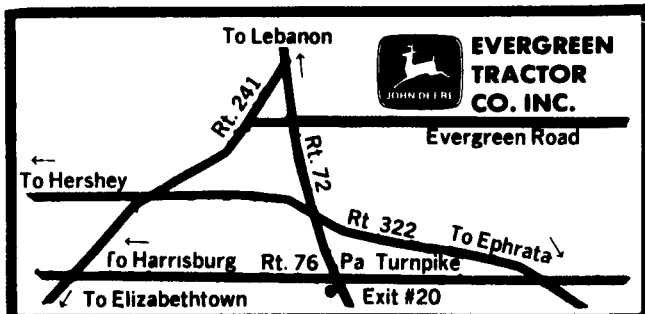 To Lebanon
EVERGREEN
TRACTOR
CO. INC.
JOHN DEERE
Rt. 241
Evergreen Road
Rt. 72
To Hershey
Rt 322
To Ephrata
To Harrisburg
Rt. 76 Pa Turnpike
To Elizabethtown
Exit #20